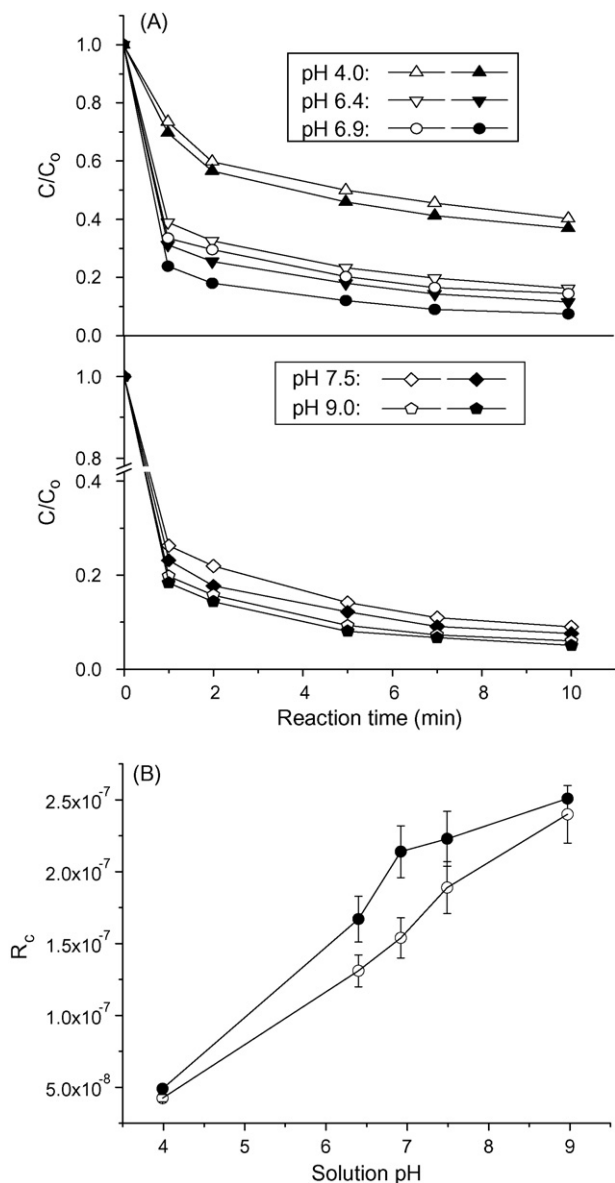 (A)
pH 4.0:
pH 6.4:
pH 6.9:
C/Co
1.0
0.8
0.6
0.4
0.2
0.0
pH 7.5:
pH 9.0:
C/Co
1.0
0.8
0.4
0.2
0.0
0 2 4 6 8 10
Reaction time (min)
(B)
Rc
2.5x10-7
2.0x10-7
1.5x10-7
1.0x10-7
5.0x10-8
4 5 6 7 8 9
Solution pH